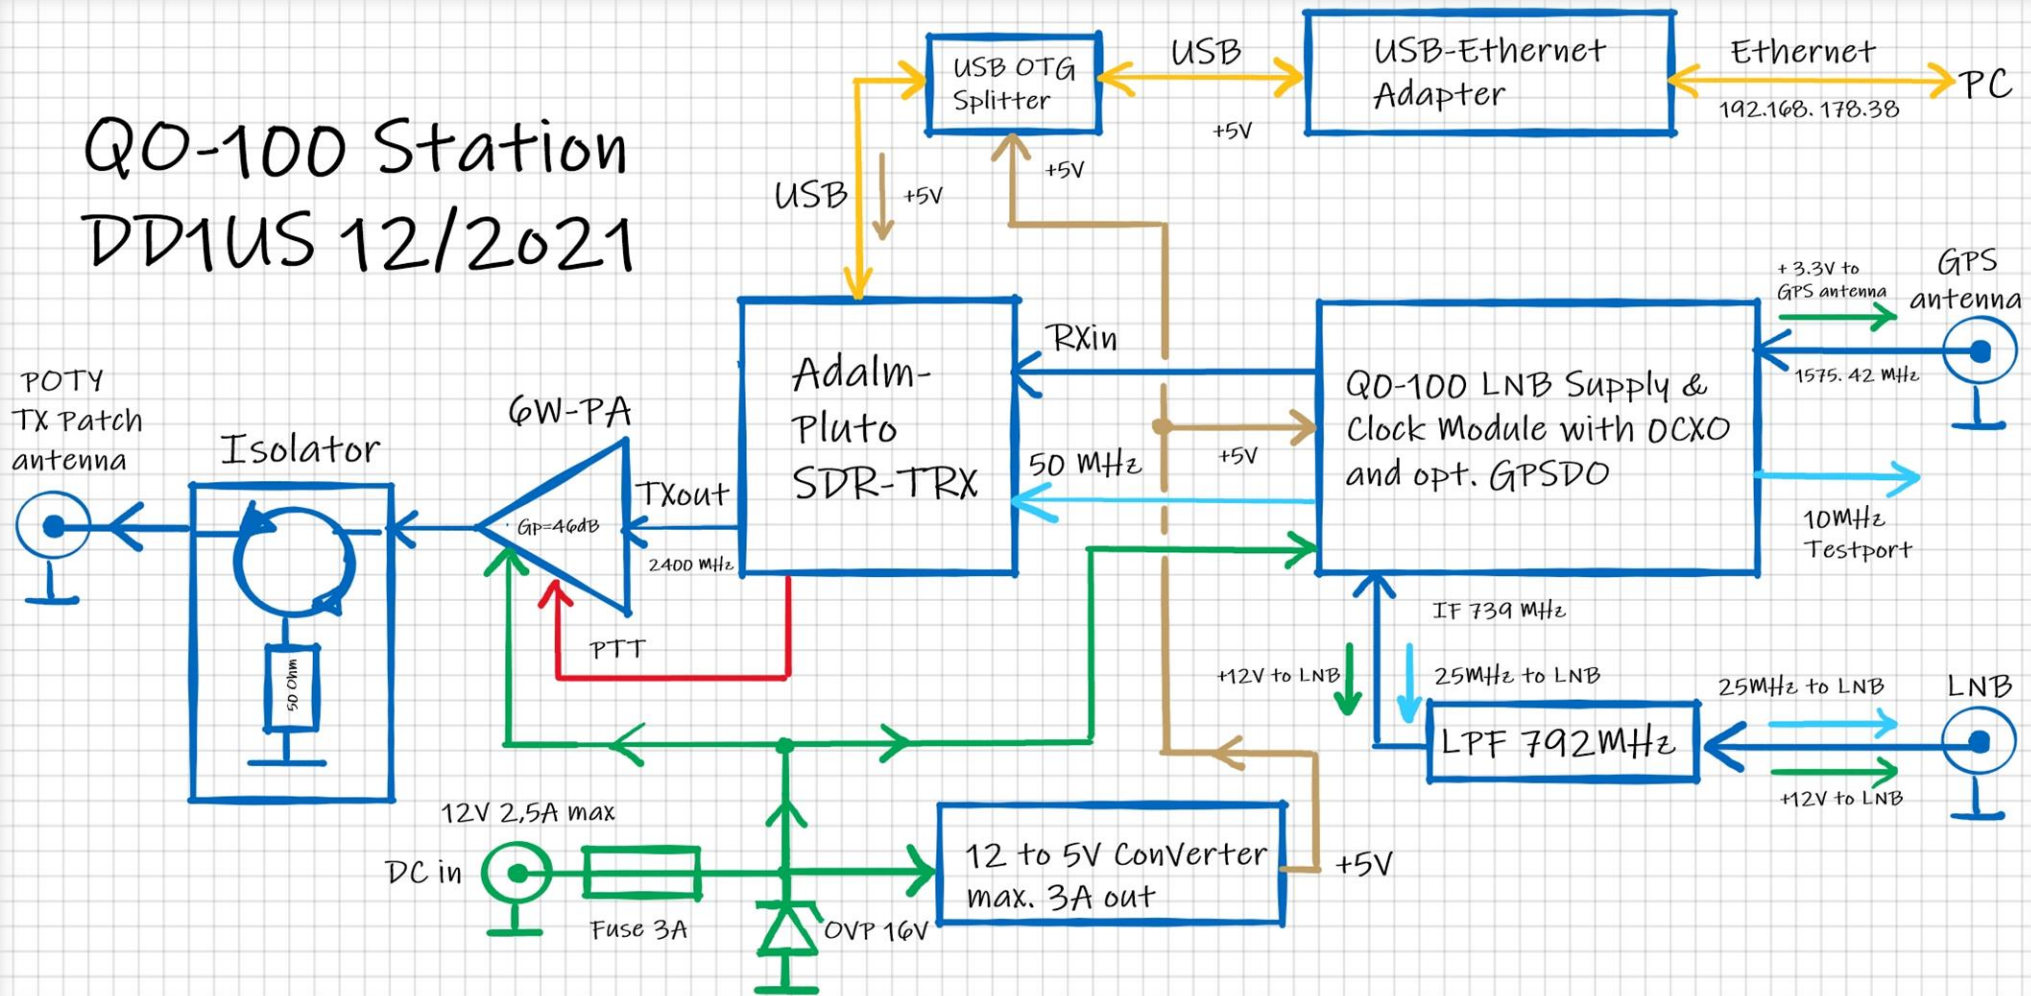 QO-100 Station
DD1US 12/2021
USB OTG
Splitter
USB
+5V
USB-Ethernet
Adapter
Ethernet
192.168.178.38
PC
USB
+5V
+5V
POTY
TX Patch
antenna
Isolator
50 Ohm
6W-PA
Gp=46dB
TXout
2400 MHz
PTT
Adalm-
Pluto
SDR-TRX
RXin
50 MHz
+5V
QO-100 LNB Supply &
Clock Module with OCXO
and opt. GPSDO
+ 3.3V to
GPS antenna
GPS
antenna
1575.42 MHz
10MHz
Testport
IF 739 MHz
+12V to LNB
25MHz to LNB
LPF 792MHz
25MHz to LNB
+12V to LNB
LNB
12V 2,5A max
DC in
Fuse 3A
OVP 16V
12 to 5V Converter
max. 3A out
+5V